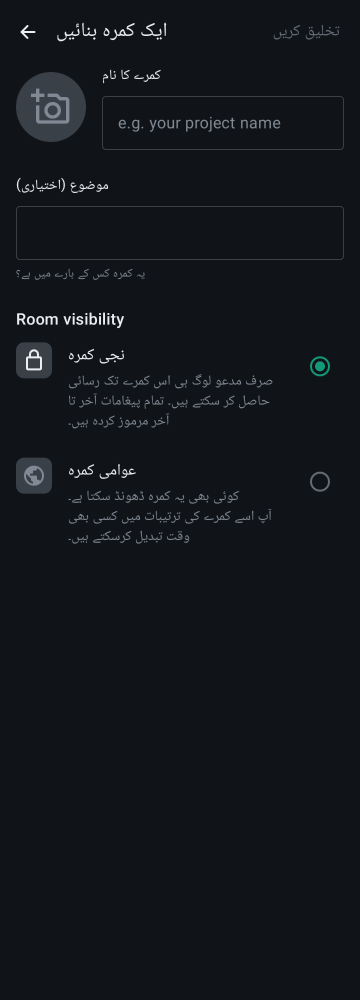 ایک کمرہ بنائیں
تخلیق کریں
کمرے کا نام
e.g. your project name
موضوع (اختیاری)
یہ کمرہ کس کے بارے میں ہے؟
Room visibility
نجی کمرہ
صرف مدعو لوگ ہی اس کمرے تک رسائی
حاصل کر سکتے ہیں۔ تمام پیغامات آخر تا
آخر مرموز کردہ ہیں۔
عوامی کمرہ
کوئی بھی یہ کمرہ ڈھونڈ سکتا ہے۔
آپ اسے کمرے کی ترتیبات میں کسی بھی
وقت تبدیل کرسکتے ہیں۔